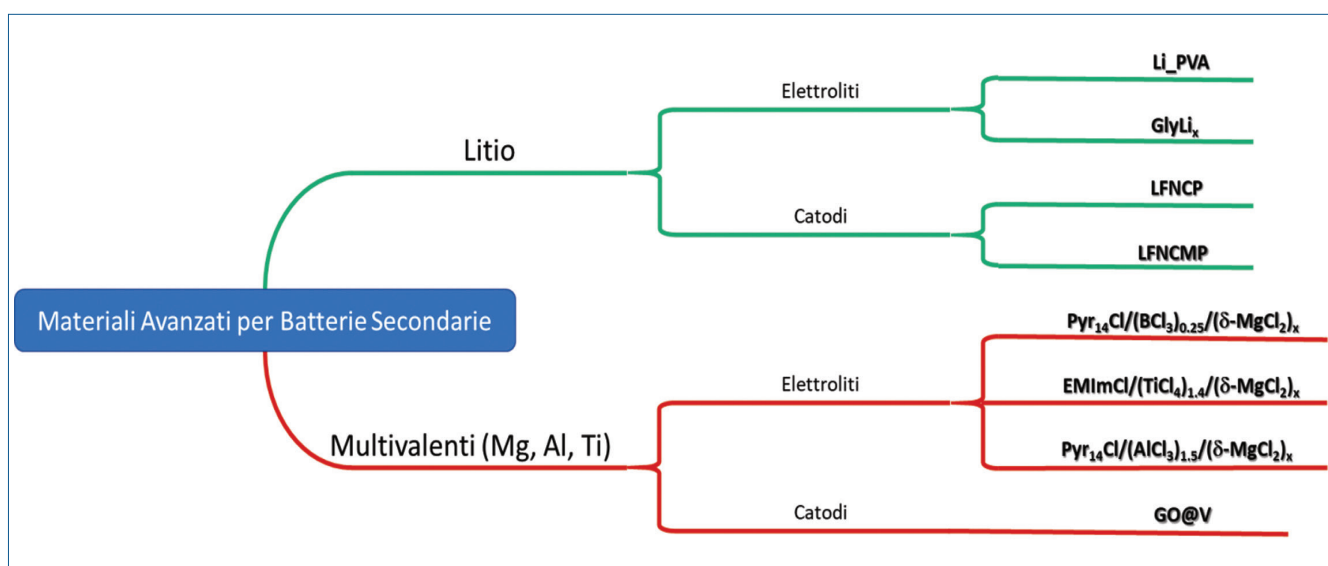 Materiali Avanzati per Batterie Secondarie
Litio
Elettroliti
Li_PVA
GlyLiₓ
Catodi
LFNCP
LFNCMP
Multivalenti (Mg, Al, Ti)
Elettroliti
Pyr₁₄Cl/(BCl₃)₀.₂₅/(δ-MgCl₂)ₓ
EMImCl/(TiCl₄)₁.₄/(δ-MgCl₂)ₓ
Pyr₁₄Cl/(AlCl₃)₁.₅/(δ-MgCl₂)ₓ
Catodi
GO@V